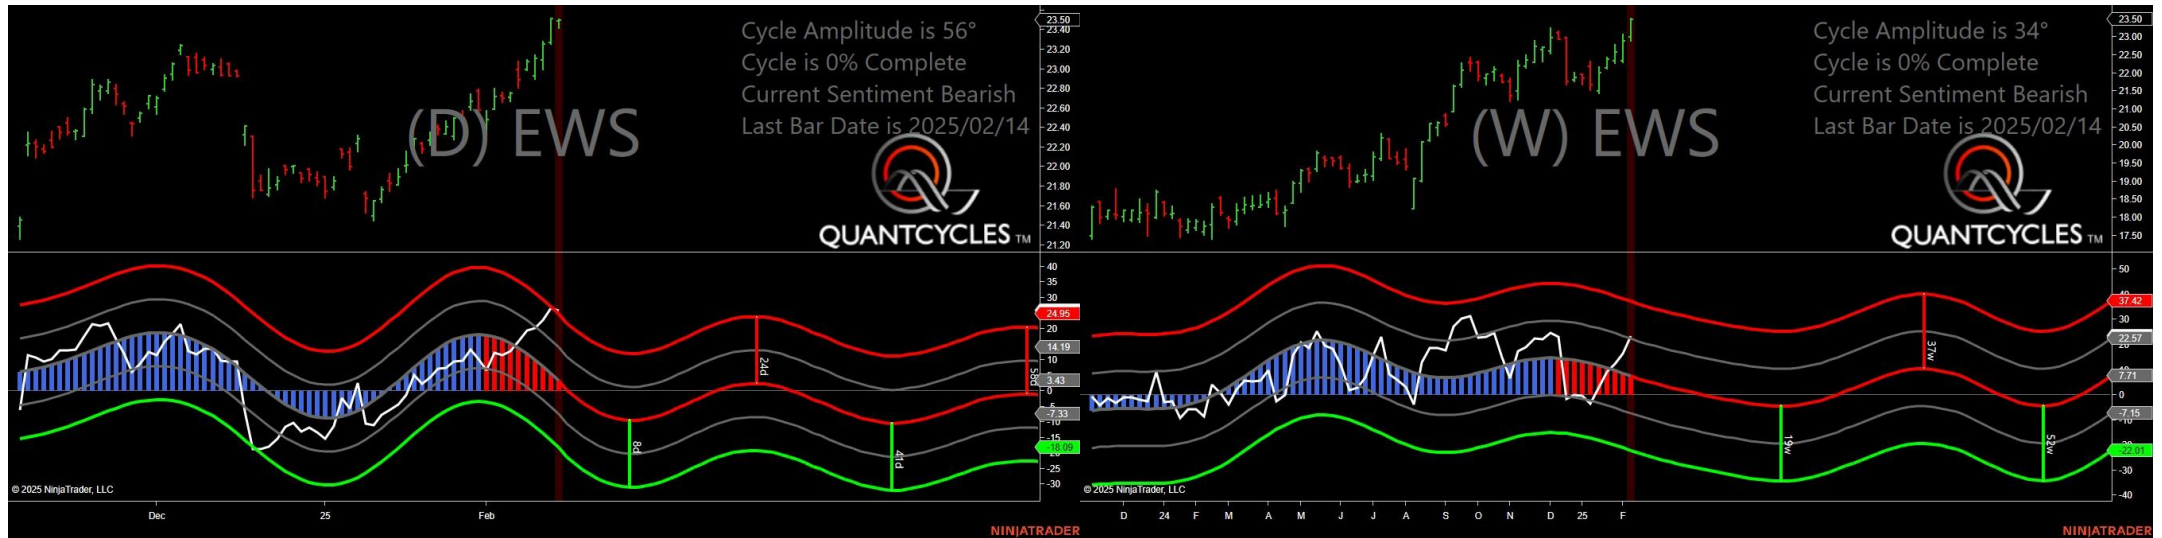 Cycle Amplitude is 56°
Cycle is 0% Complete
Current Sentiment Bearish
Last Bar Date is 2025/02/14
(D) EWS
QUANTCYCLES TM
23.50
23.40
23.20
23.00
22.80
22.60
22.40
22.20
22.00
21.80
21.60
21.40
21.20
40
35
30
24.95
20
14.19
10
3.43
0
-5
-7.33
-10
-15
-18.09
-25
-30
8d
24d
41d
58d
© 2025 NinjaTrader, LLC
Dec
25
Feb
NINJATRADER
Cycle Amplitude is 34°
Cycle is 0% Complete
Current Sentiment Bearish
Last Bar Date is 2025/02/14
(W) EWS
QUANTCYCLES TM
23.50
23.00
22.50
22.00
21.50
21.00
20.50
20.00
19.50
19.00
18.50
18.00
17.50
50
37.42
30
22.57
7.71
0
-7.15
-22.01
-30
-40
19w
37w
52w
© 2025 NinjaTrader, LLC
D 24 F M A M J J A S O N D 25 F
NINJATRADER